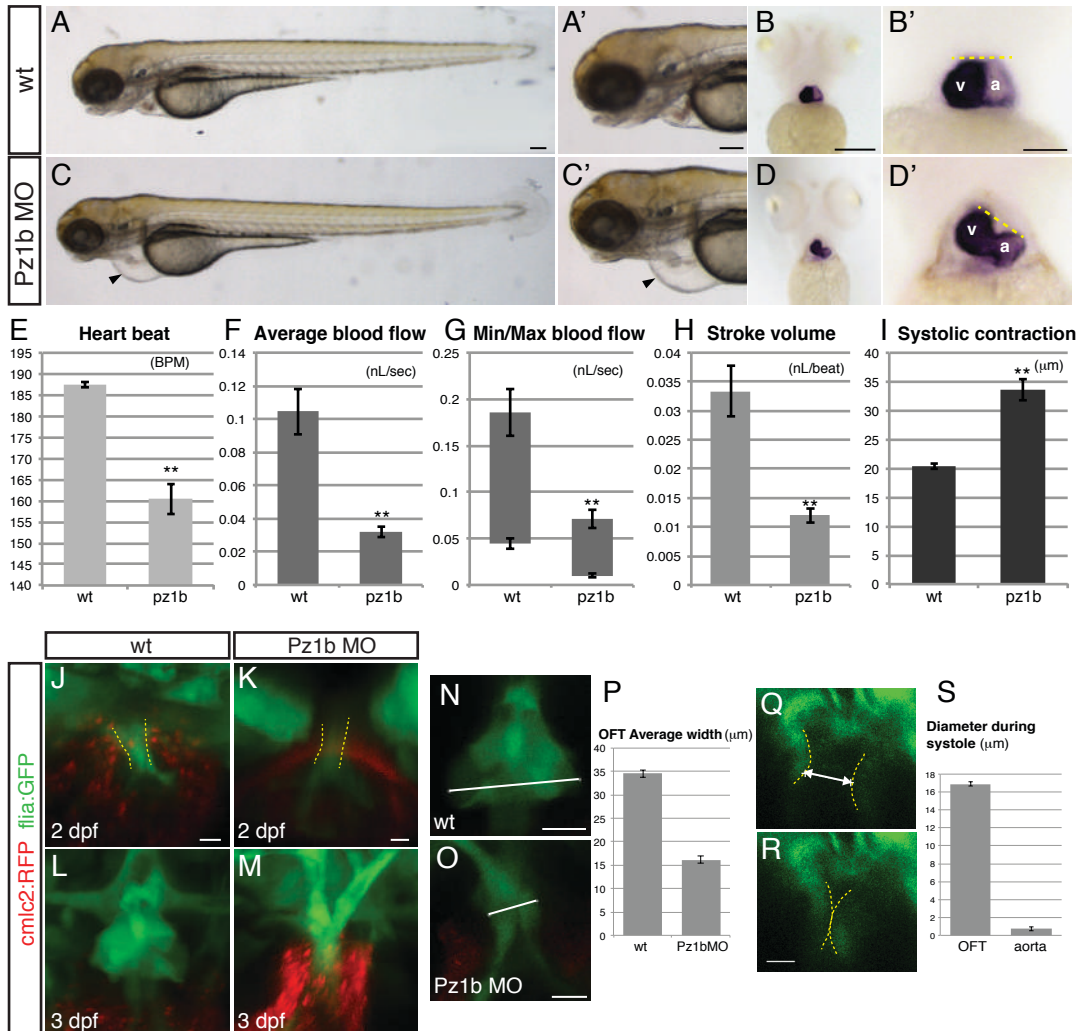 A
A'
B
B'
wt
v
a
C
C'
D
D'
Pz1b MO
v
a
E
Heart beat
(BPM)
195
190
185
180
175
170
165
160
155
150
145
140
**
wt
pz1b
F
Average blood flow
(nL/sec)
0.14
0.12
0.1
0.08
0.06
0.04
0.02
0
**
wt
pz1b
G
Min/Max blood flow
(nL/sec)
0.25
0.2
0.15
0.1
0.05
0
**
wt
pz1b
H
Stroke volume
(nL/beat)
0.035
0.03
0.025
0.02
0.015
0.01
0.005
0
**
wt
pz1b
I
Systolic contraction
(μm)
40
35
30
25
20
15
10
5
0
**
wt
pz1b
wt
Pz1b MO
cmlc2:RFP flia:GFP
J
2 dpf
K
2 dpf
L
3 dpf
M
3 dpf
N
wt
O
Pz1b MO
P
OFT Average width (μm)
40
35
30
25
20
15
10
5
0
wt
Pz1bMO
Q
R
S
Diameter during
systole (μm)
18
16
14
12
10
8
6
4
2
0
OFT
aorta